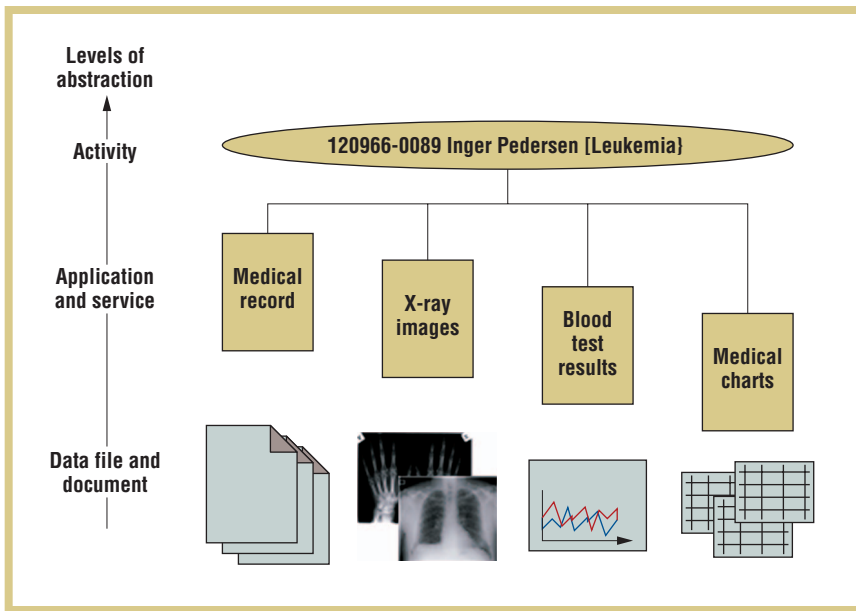 Levels of
abstraction
Activity
120966-0089 Inger Pedersen [Leukemia}
Application
and service
Medical
record
X-ray
images
Blood
test
results
Medical
charts
Data file and
document